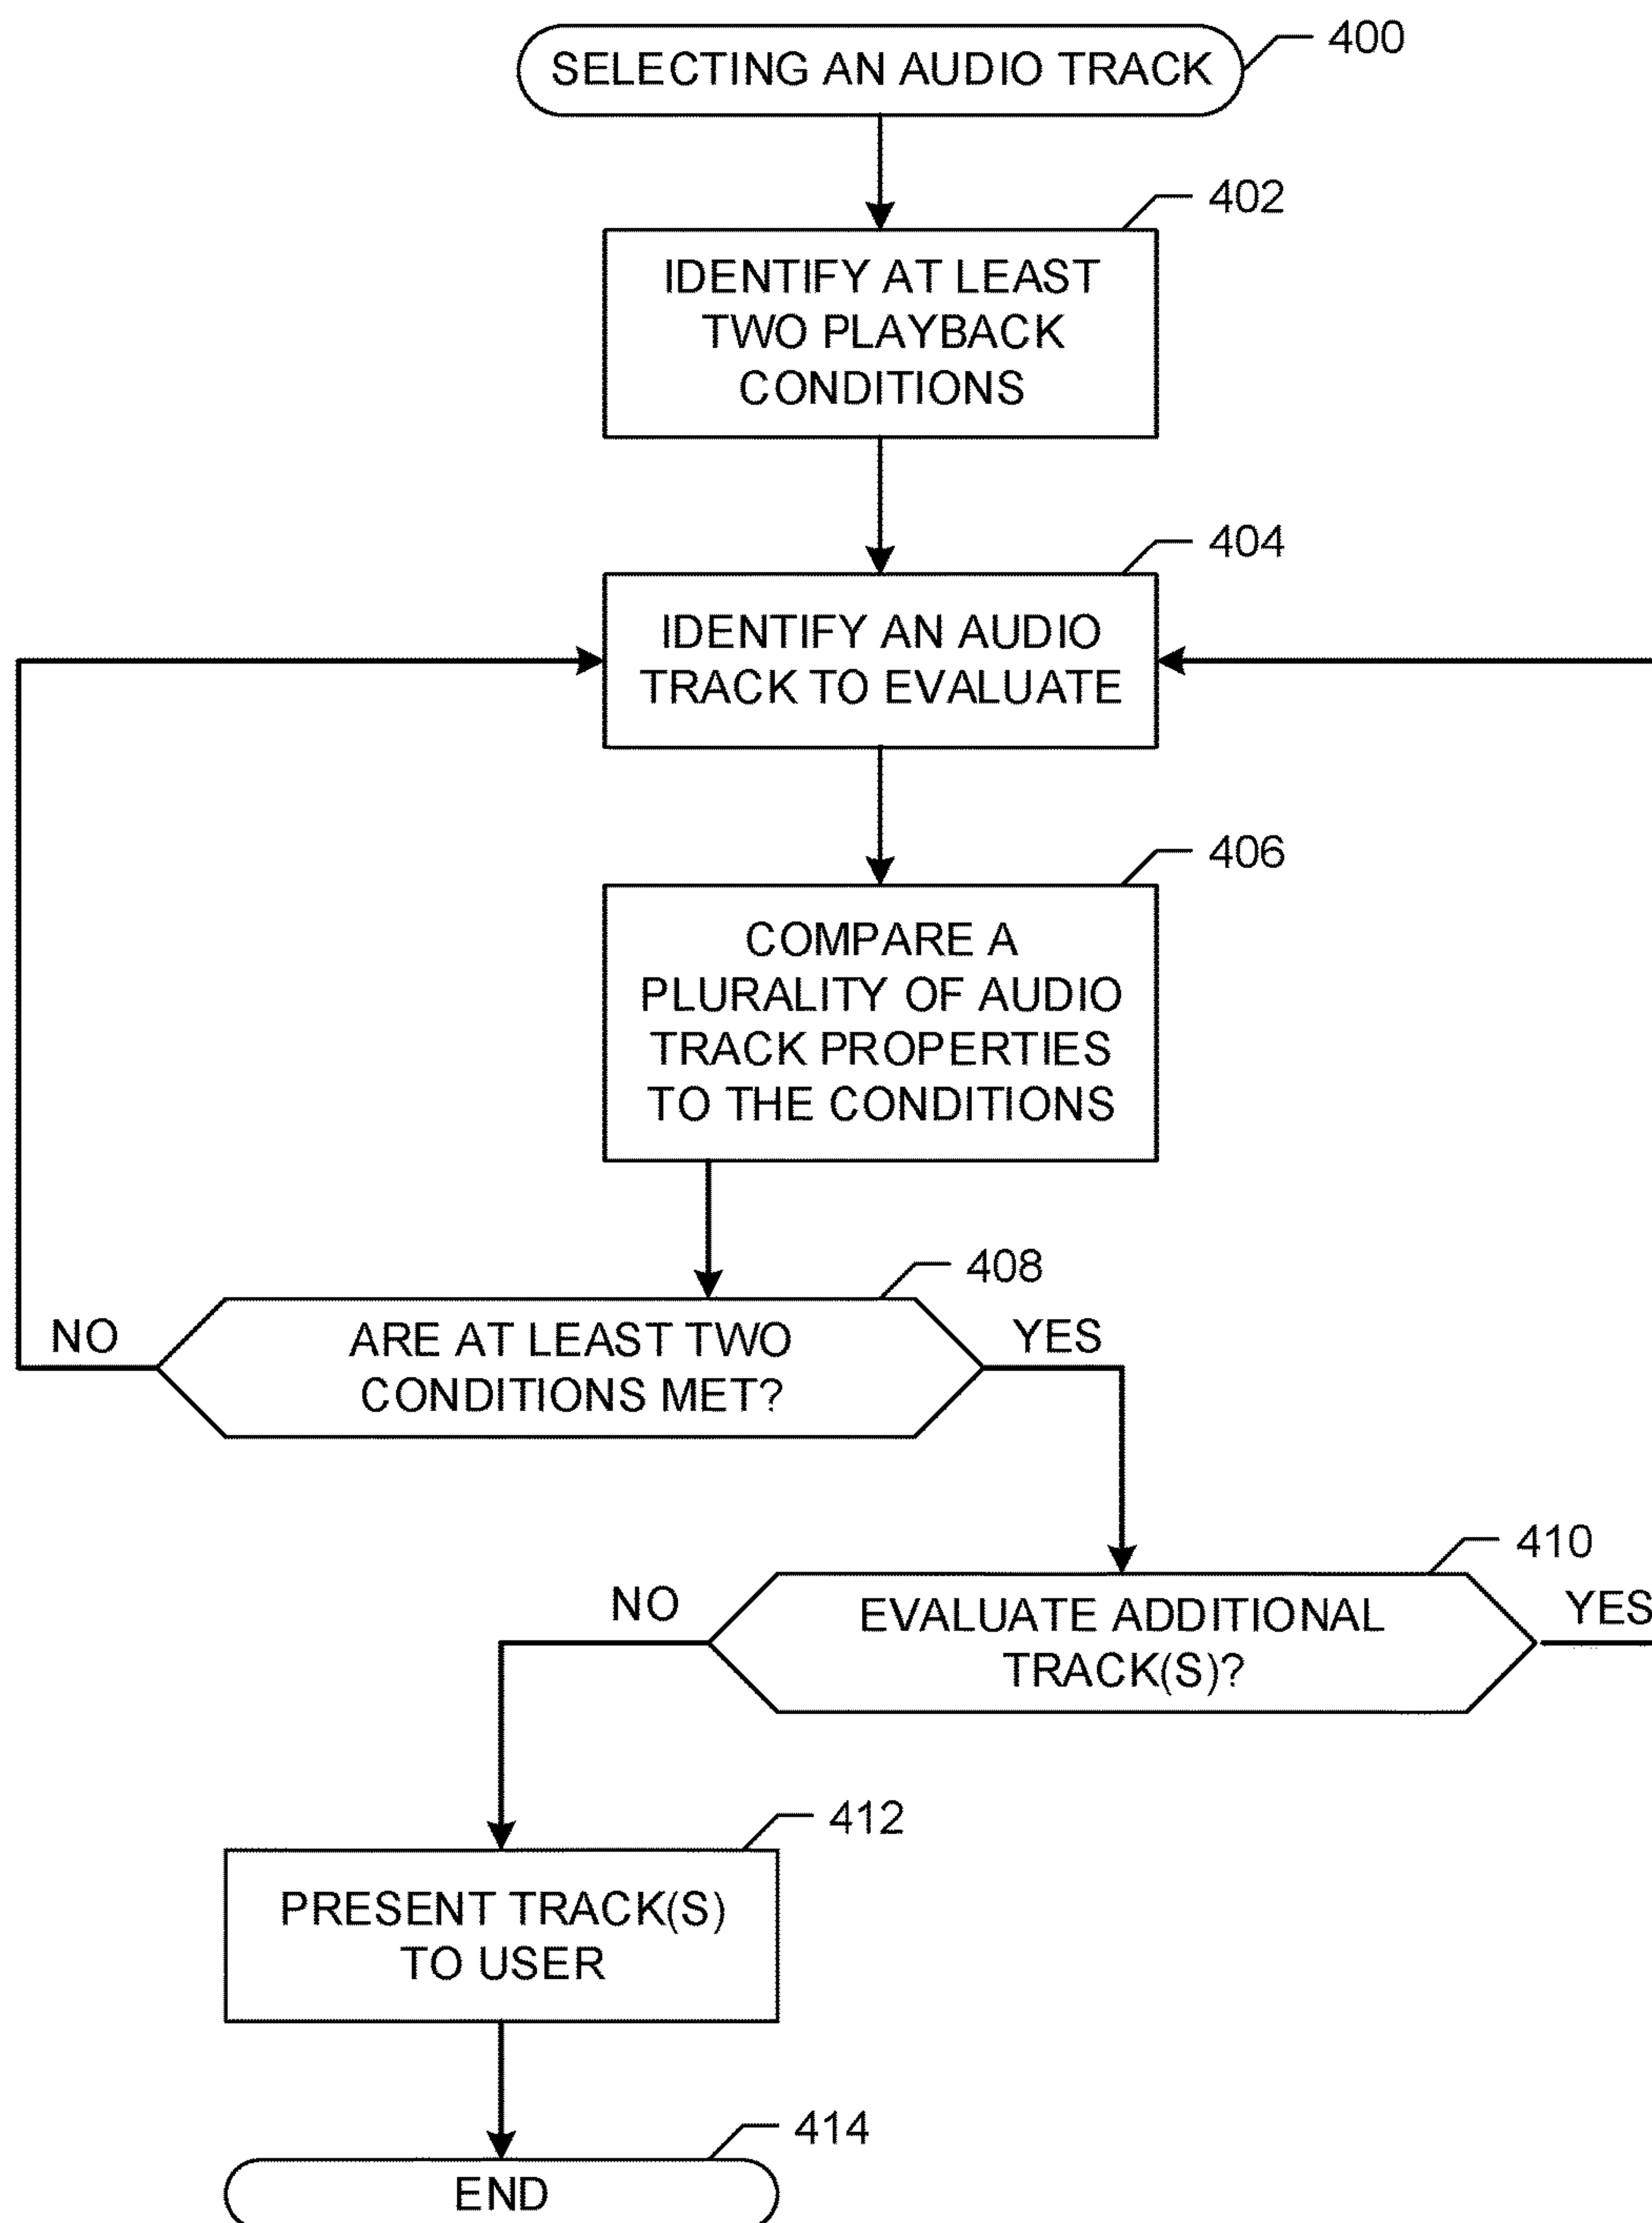 SELECTING AN AUDIO TRACK
400
402
IDENTIFY AT LEAST
TWO PLAYBACK
CONDITIONS
404
IDENTIFY AN AUDIO
TRACK TO EVALUATE
406
COMPARE A
PLURALITY OF AUDIO
TRACK PROPERTIES
TO THE CONDITIONS
408
NO
ARE AT LEAST TWO
CONDITIONS MET?
YES
410
NO
EVALUATE ADDITIONAL
TRACK(S)?
YES
412
PRESENT TRACK(S)
TO USER
414
END